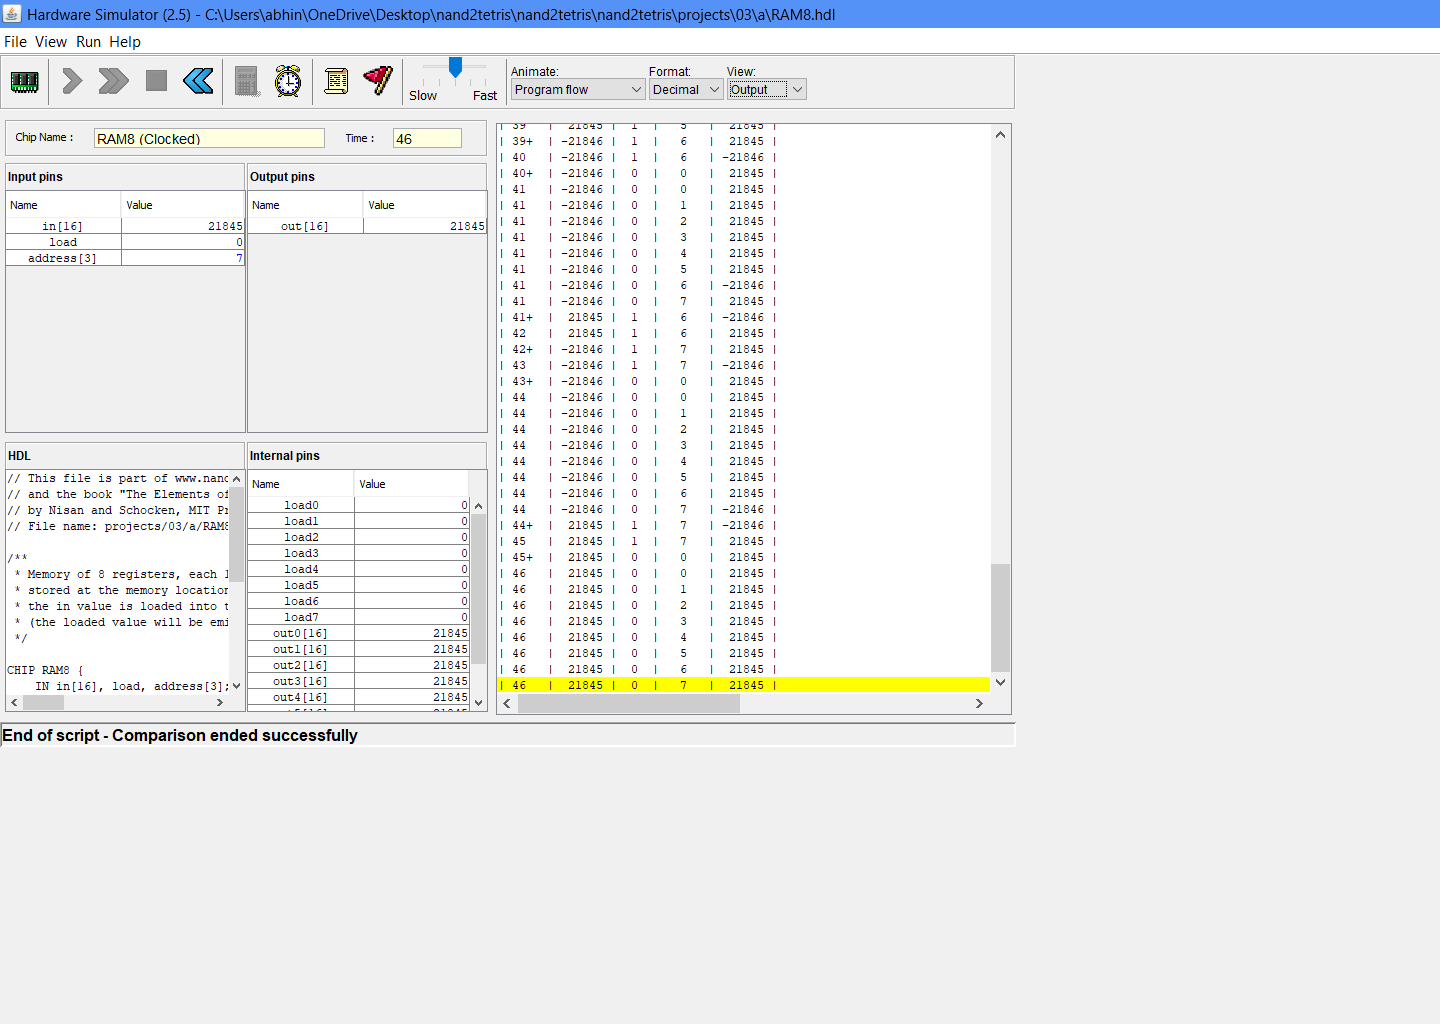 Hardware Simulator (2.5) - C:\Users\abhin\OneDrive\Desktop\nand2tetris\nand2tetris\nand2tetris\projects\03\a\RAM8.hdl
File View Run Help
Slow Fast
Animate: Format: View:
Program flow Decimal Output
Chip Name : RAM8 (Clocked) Time : 46
Input pins
Name Value
in[16] 21845
load 0
address[3] 7
Output pins
Name Value
out[16] 21845
HDL
// This file is part of www.nand
// and the book "The Elements of
// by Nisan and Schocken, MIT Pr
// File name: projects/03/a/RAM8
/**
* Memory of 8 registers, each 1
* stored at the memory location
* the in value is loaded into t
* (the loaded value will be emi
*/
CHIP RAM8 {
IN in[16], load, address[3];
Internal pins
Name Value
load0 0
load1 0
load2 0
load3 0
load4 0
load5 0
load6 0
load7 0
out0[16] 21845
out1[16] 21845
out2[16] 21845
out3[16] 21845
out4[16] 21845
| 39 | 21845 | 1 | 5 | 21845 |
| 39+ | -21846 | 1 | 6 | 21845 |
| 40 | -21846 | 1 | 6 | -21846 |
| 40+ | -21846 | 0 | 0 | 21845 |
| 41 | -21846 | 0 | 0 | 21845 |
| 41 | -21846 | 0 | 1 | 21845 |
| 41 | -21846 | 0 | 2 | 21845 |
| 41 | -21846 | 0 | 3 | 21845 |
| 41 | -21846 | 0 | 4 | 21845 |
| 41 | -21846 | 0 | 5 | 21845 |
| 41 | -21846 | 0 | 6 | -21846 |
| 41 | -21846 | 0 | 7 | 21845 |
| 41+ | 21845 | 1 | 6 | -21846 |
| 42 | 21845 | 1 | 6 | 21845 |
| 42+ | -21846 | 1 | 7 | 21845 |
| 43 | -21846 | 1 | 7 | -21846 |
| 43+ | -21846 | 0 | 0 | 21845 |
| 44 | -21846 | 0 | 0 | 21845 |
| 44 | -21846 | 0 | 1 | 21845 |
| 44 | -21846 | 0 | 2 | 21845 |
| 44 | -21846 | 0 | 3 | 21845 |
| 44 | -21846 | 0 | 4 | 21845 |
| 44 | -21846 | 0 | 5 | 21845 |
| 44 | -21846 | 0 | 6 | 21845 |
| 44 | -21846 | 0 | 7 | -21846 |
| 44+ | 21845 | 1 | 7 | -21846 |
| 45 | 21845 | 1 | 7 | 21845 |
| 45+ | 21845 | 0 | 0 | 21845 |
| 46 | 21845 | 0 | 0 | 21845 |
| 46 | 21845 | 0 | 1 | 21845 |
| 46 | 21845 | 0 | 2 | 21845 |
| 46 | 21845 | 0 | 3 | 21845 |
| 46 | 21845 | 0 | 4 | 21845 |
| 46 | 21845 | 0 | 5 | 21845 |
| 46 | 21845 | 0 | 6 | 21845 |
| 46 | 21845 | 0 | 7 | 21845 |
End of script - Comparison ended successfully